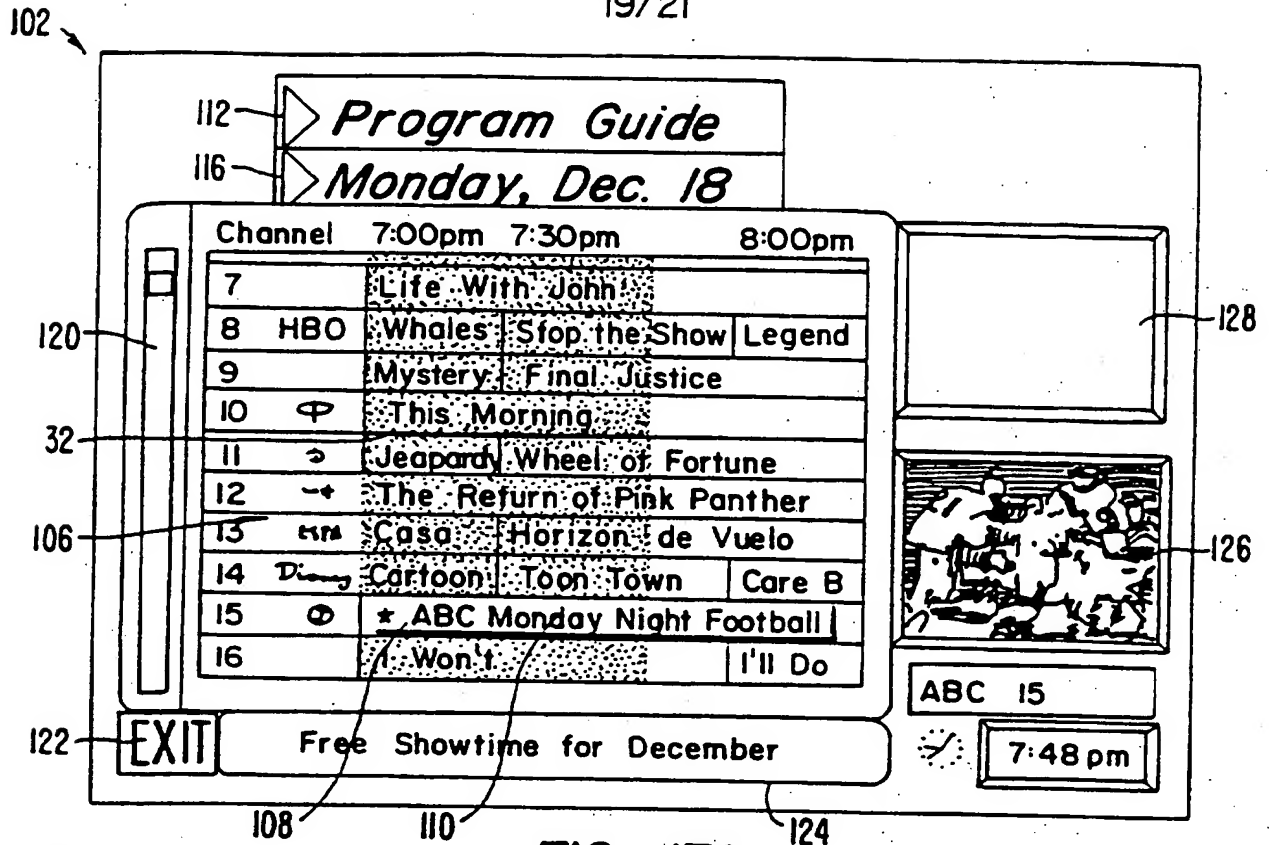 19/21
102
112 Program Guide
116 Monday, Dec. 18
Channel 7:00pm 7:30pm 8:00pm
7 Life With John
120
128
8 HBO Whales Stop the Show Legend
9 Mystery Final Justice
10 This Morning
32
11 Jeapardy Wheel of Fortune
12 The Return of Pink Panther
106
13 Casa Horizon de Vuelo
126
14 Disney Cartoon Toon Town Care B
15 * ABC Monday Night Football
16 I Won't I'll Do
ABC 15
122 EXIT Free Showtime for December
7:48 pm
108 110 124